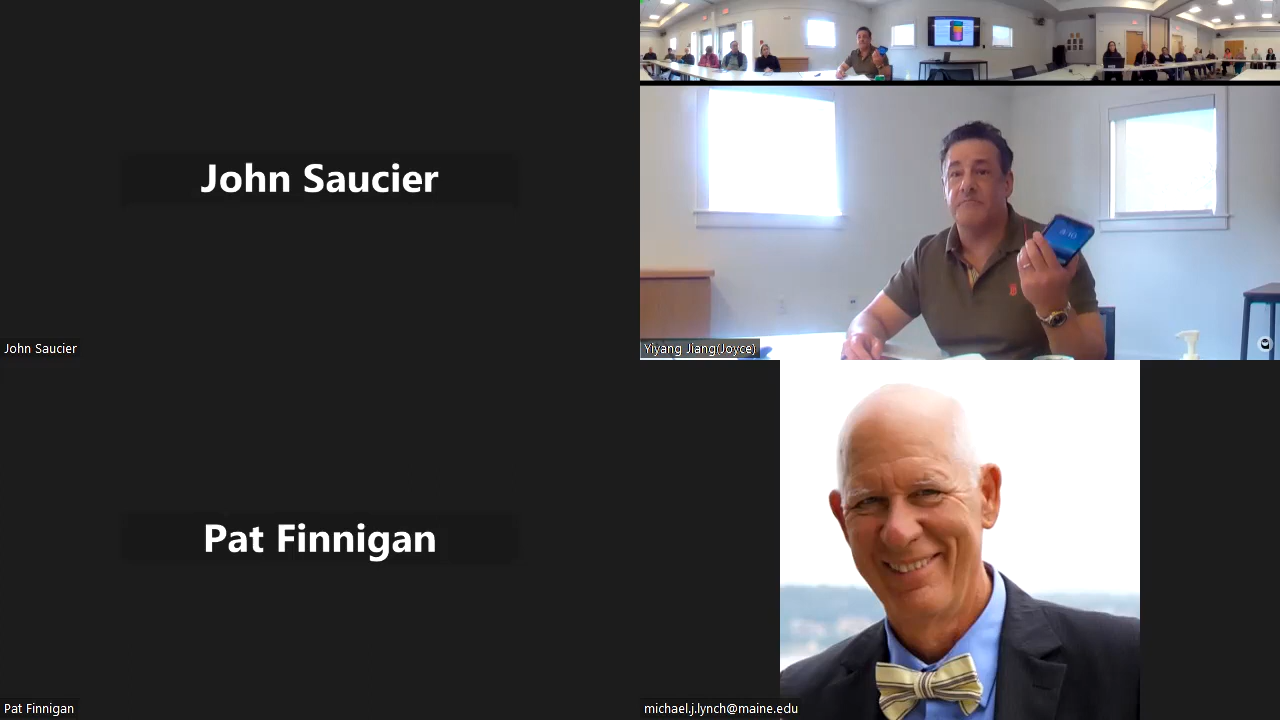 John Saucier
John Saucier
Yiyang Jiang(Joyce)
Pat Finnigan
Pat Finnigan
michael.j.lynch@maine.edu